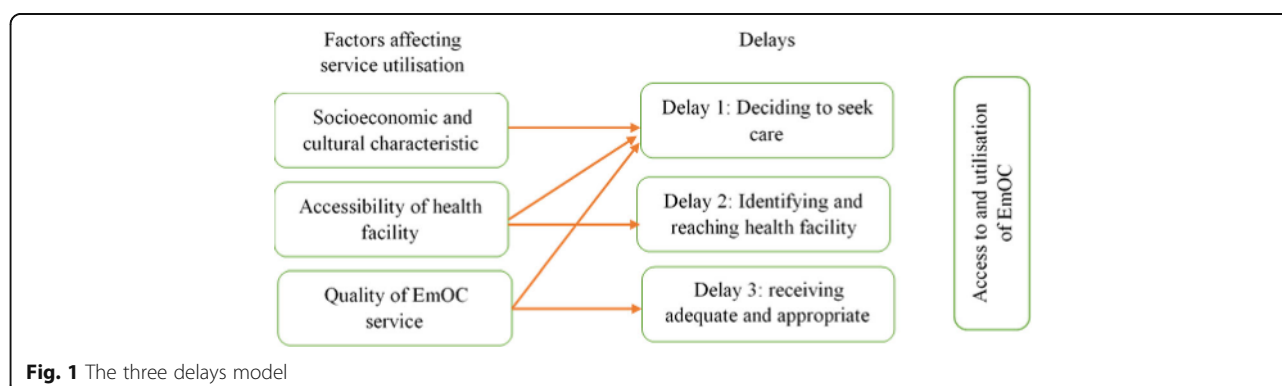 Factors affecting
service utilisation
Delays
Socioeconomic and
cultural characteristic
Accessibility of health
facility
Quality of EmOC
service
Delay 1: Deciding to seek
care
Delay 2: Identifying and
reaching health facility
Delay 3: receiving
adequate and appropriate
Access to and utilisation
of EmOC
Fig. 1 The three delays model